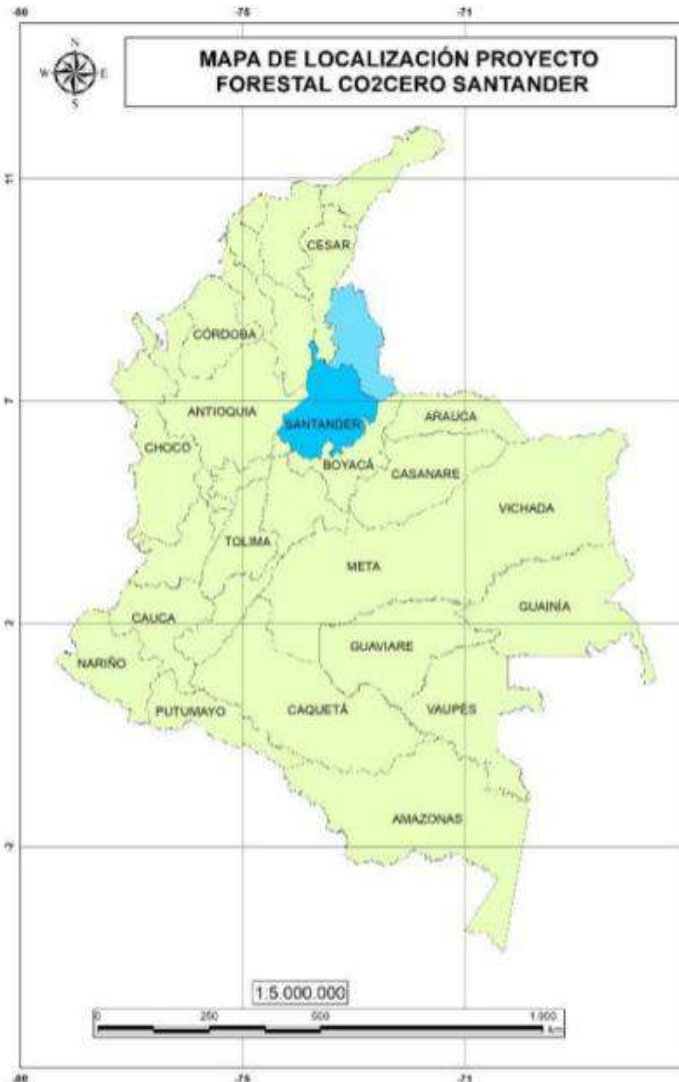 -80
-75
-71
N
W E
S
MAPA DE LOCALIZACIÓN PROYECTO
FORESTAL CO2CERO SANTANDER
11
CESAR
CÓRDOBA
7
ANTIOQUIA
ARAUCA
SANTANDER
CHOCÓ
BOYACÁ
CASANARE
VICHADA
TOLIMA
META
GUAINÍA
2
CAUCA
GUAVIARE
NARIÑO
PUTUMAYO
CAQUETÁ
VAUPÉS
AMAZONAS
1:5.000.000
0 250 500 1.000
km
-80
-75
-71